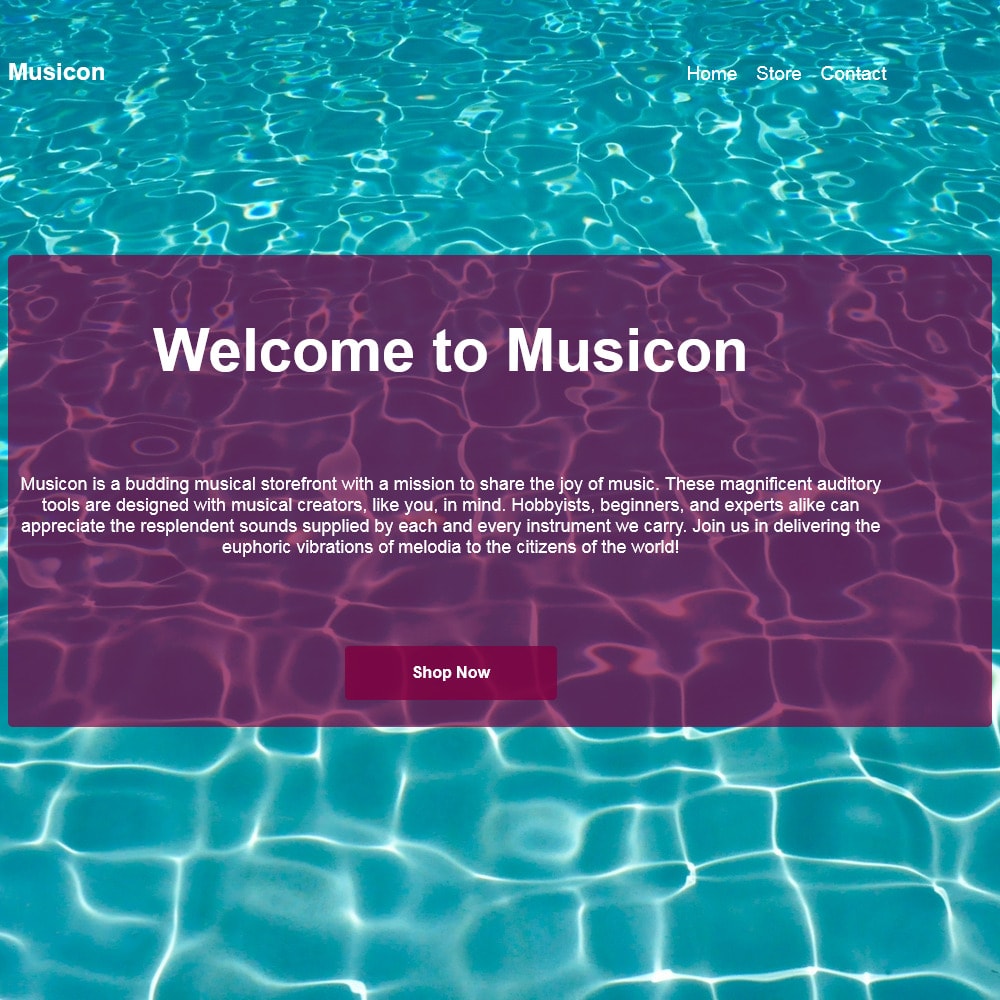 Musicon
Home Store Contact
Welcome to Musicon
Musicon is a budding musical storefront with a mission to share the joy of music. These magnificent auditory
tools are designed with musical creators, like you, in mind. Hobbyists, beginners, and experts alike can
appreciate the resplendent sounds supplied by each and every instrument we carry. Join us in delivering the
euphoric vibrations of melodia to the citizens of the world!
Shop Now